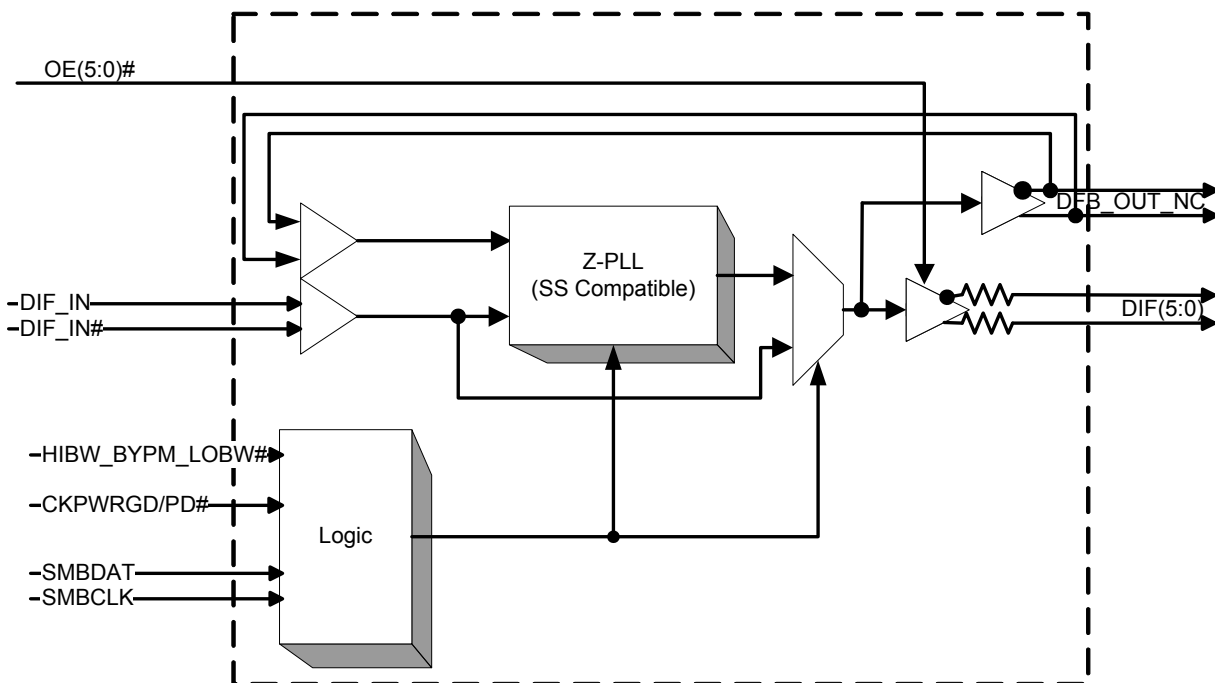 OE(5:0)#
DFB_OUT_NC
Z-PLL
(SS Compatible)
DIF_IN
DIF_IN#
DIF(5:0)
HIBW_BYPM_LOBW#
CKPWRGD/PD#
Logic
SMBDAT
SMBCLK